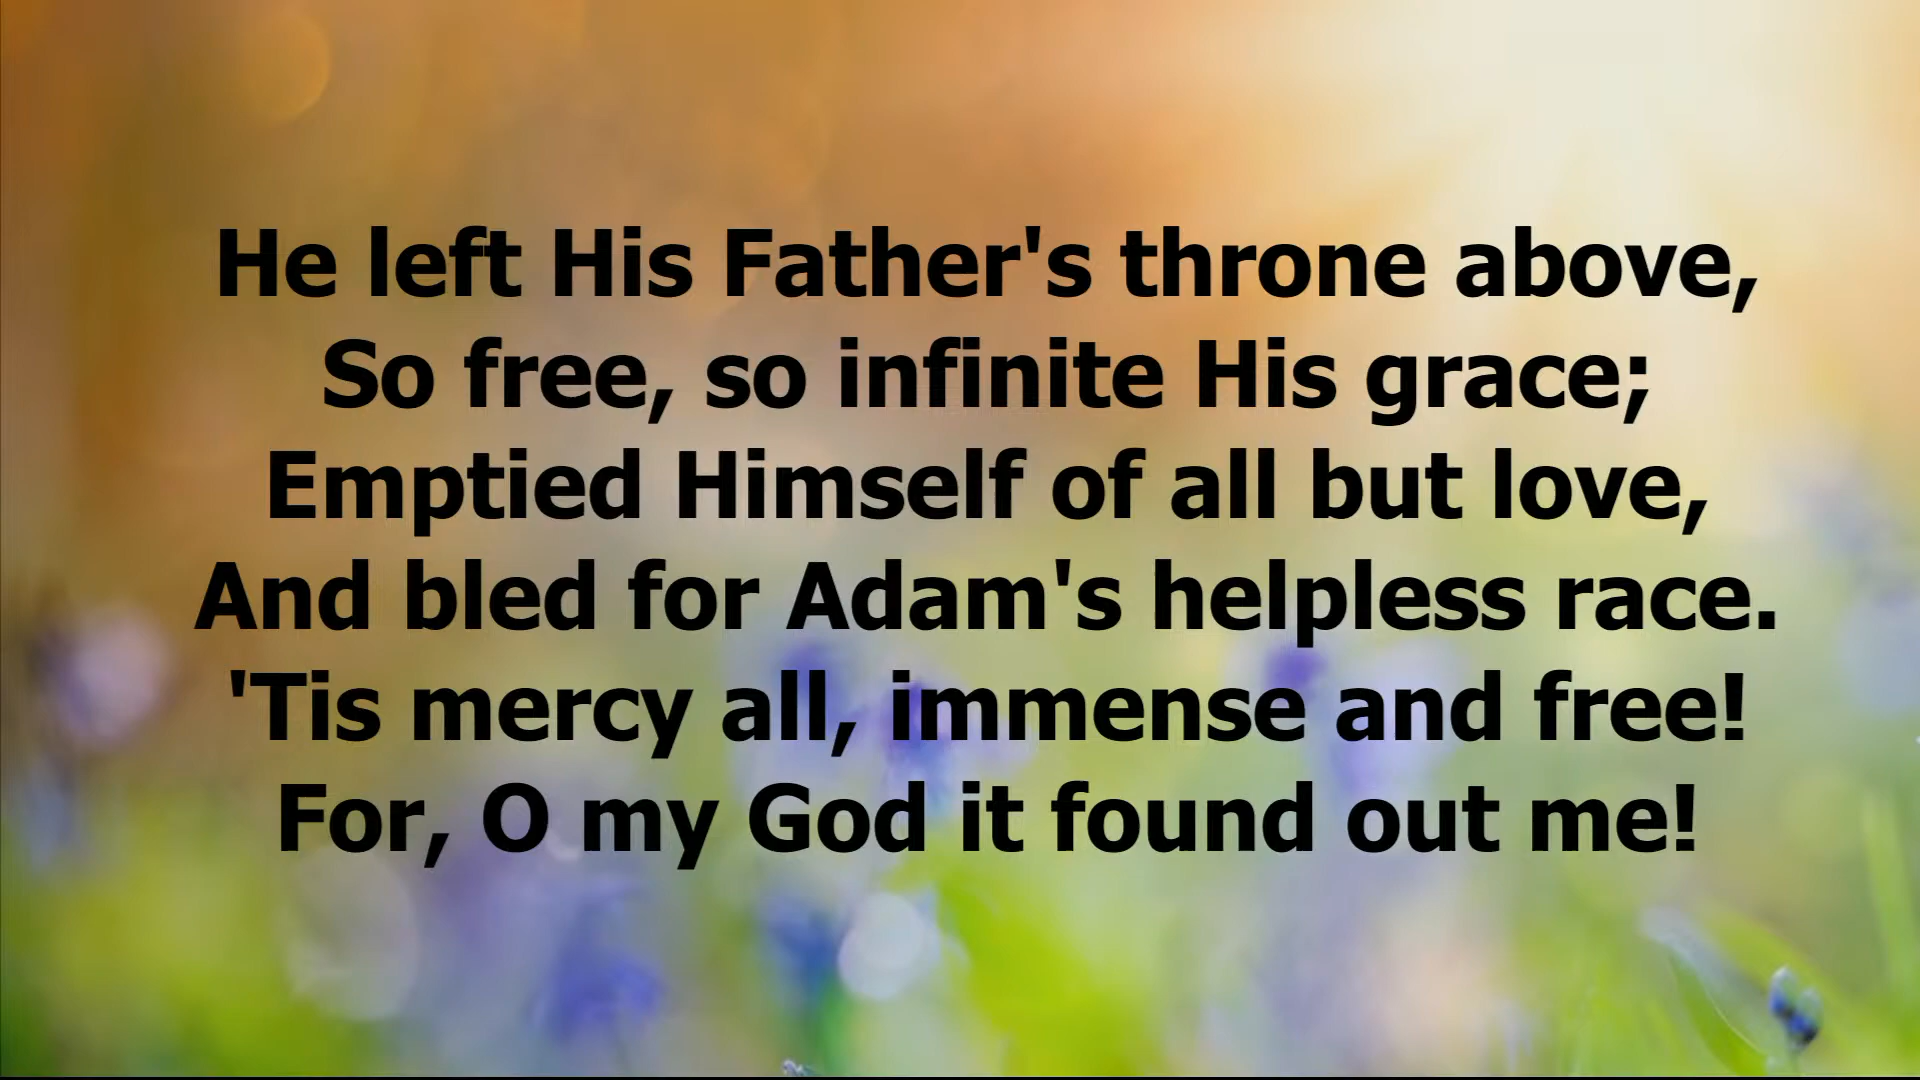 He left His Father's throne above,
So free, so infinite His grace;
Emptied Himself of all but love,
And bled for Adam's helpless race.
'Tis mercy all, immense and free!
For, O my God it found out me!